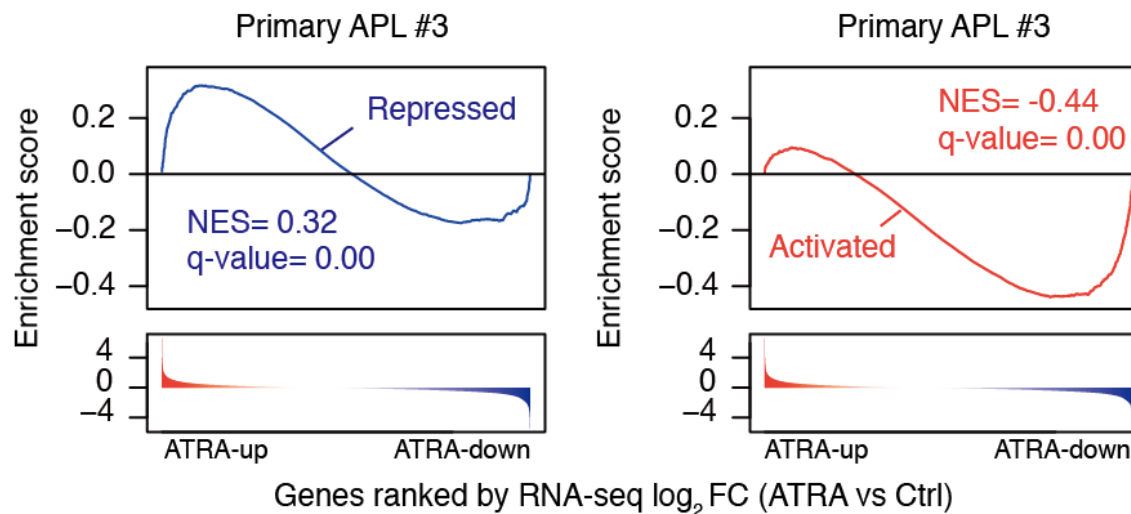 Primary APL #3
Enrichment score
0.2
0.0
−0.2
−0.4
Repressed
NES= 0.32
q-value= 0.00
4
0
−4
ATRA-up
ATRA-down
Primary APL #3
Enrichment score
0.2
0.0
−0.2
−0.4
NES= -0.44
q-value= 0.00
Activated
4
0
−4
ATRA-up
ATRA-down
Genes ranked by RNA-seq log₂ FC (ATRA vs Ctrl)